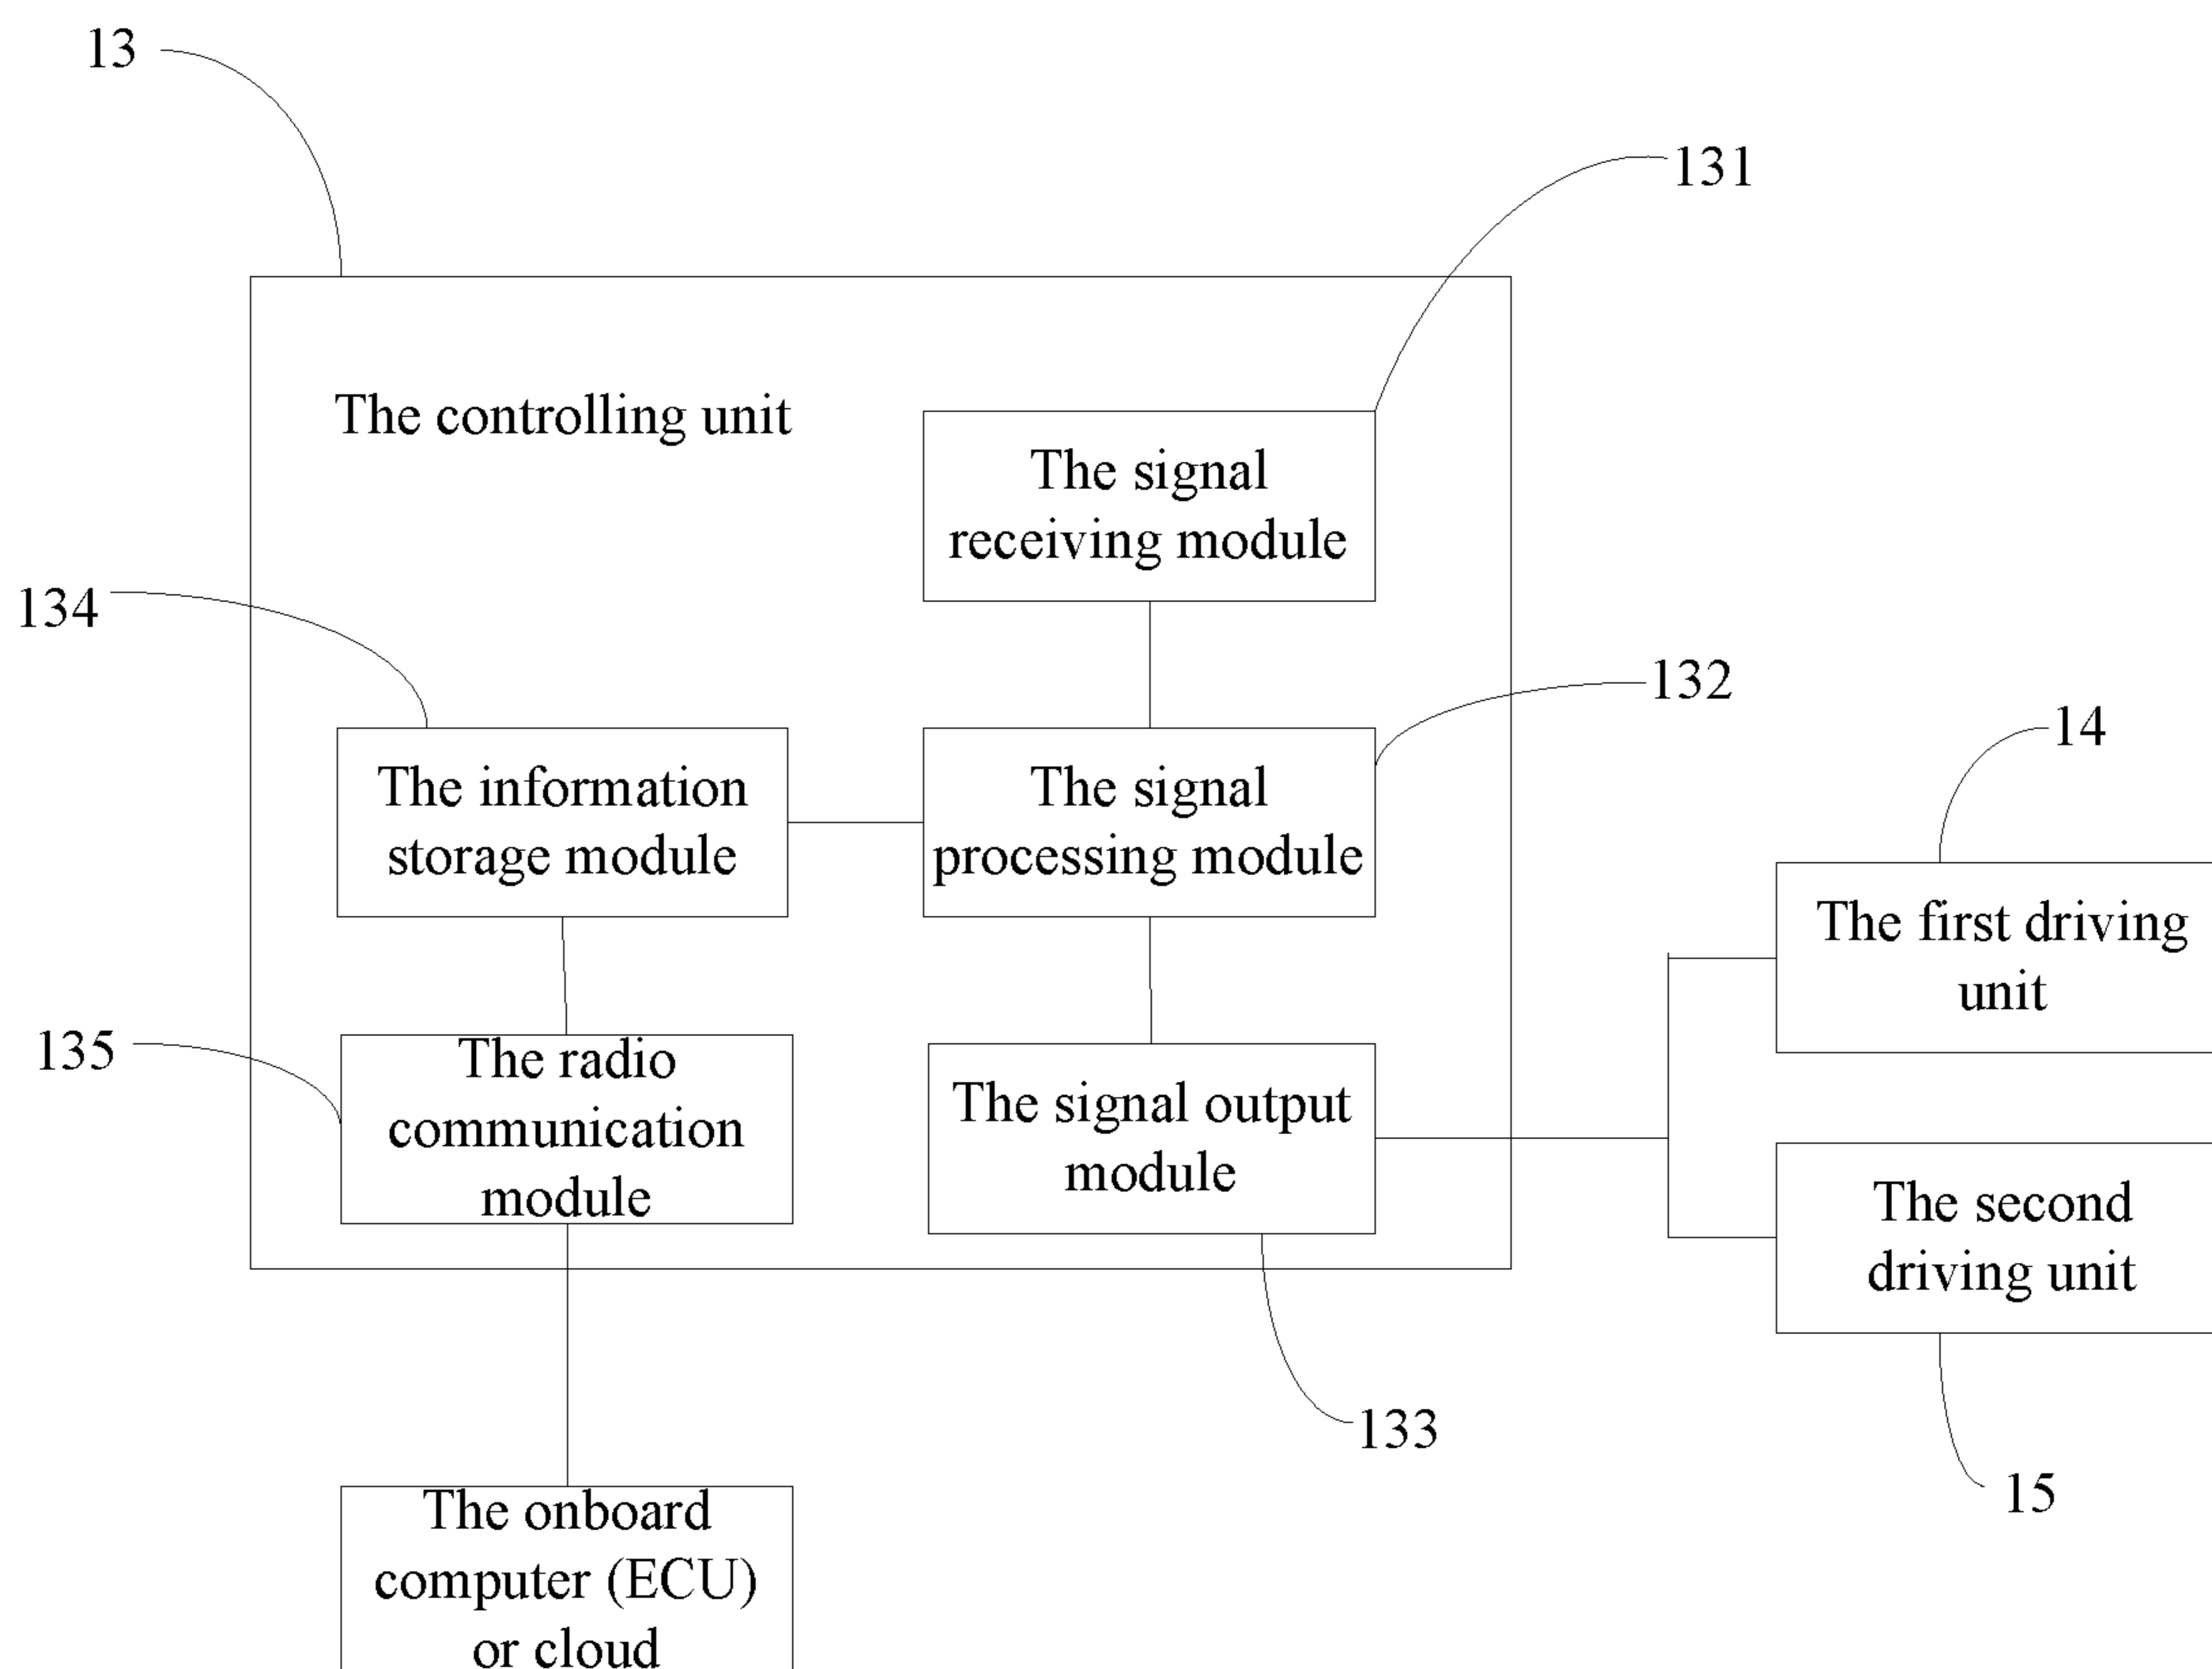 13
131
The controlling unit
The signal
receiving module
134
132
14
The information
storage module
The signal
processing module
The first driving
unit
135
The radio
communication
module
The signal output
module
The second
driving unit
133
15
The onboard
computer (ECU)
or cloud